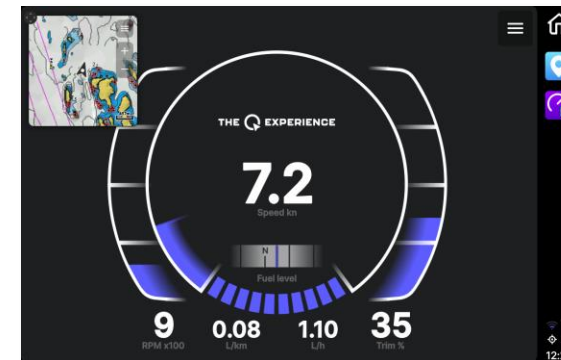 THE Q EXPERIENCE
7.2
Speed kn
N
Fuel level
9
RPM x100
0.08
L/km
1.10
L/h
35
Trim %